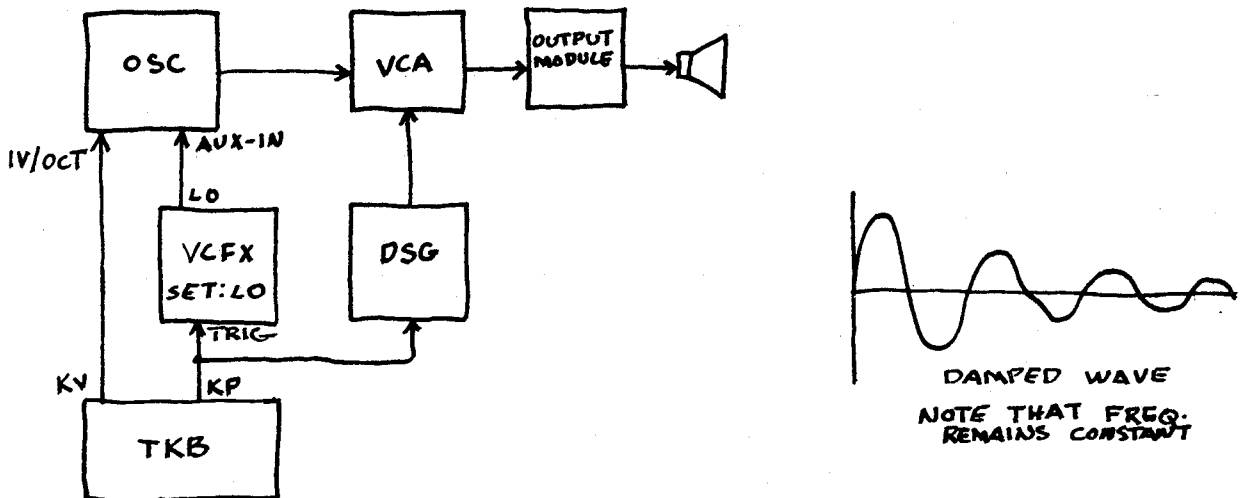 OSC
VCA
OUTPUT
MODULE
1V/OCT
AUX-IN
LO
VCFX
SET:LO
DSG
TRIG
KV
KP
TKB
DAMPED WAVE
NOTE THAT FREQ.
REMAINS CONSTANT